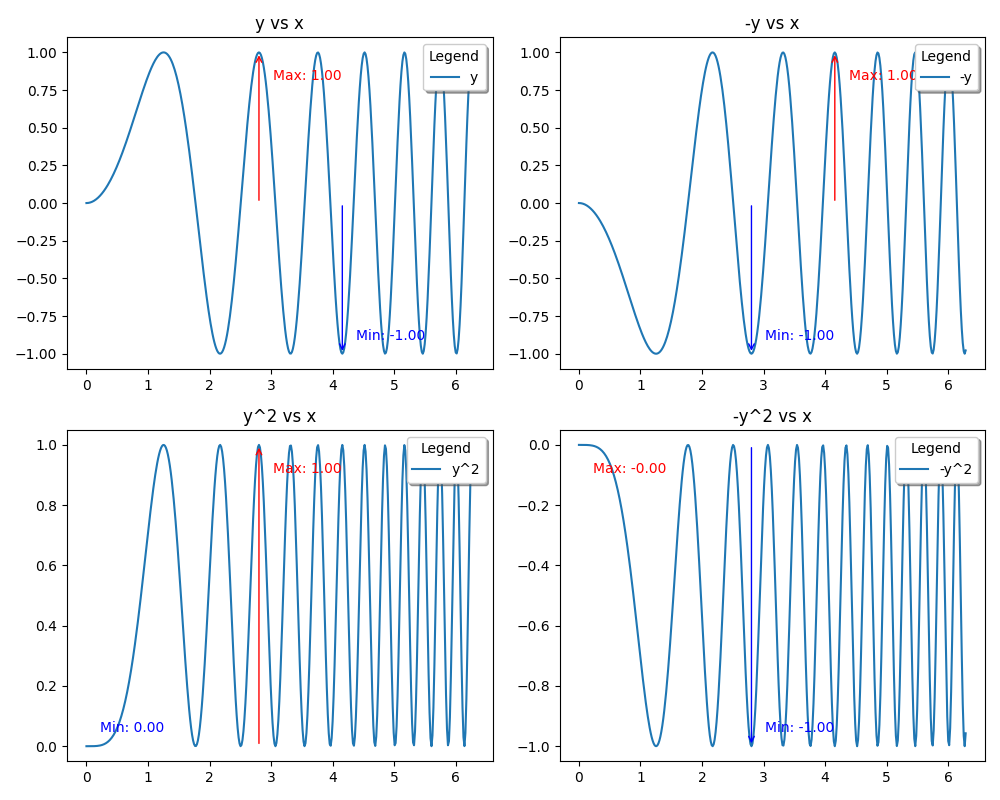 y vs x
1.00
0.75
0.50
0.25
0.00
−0.25
−0.50
−0.75
−1.00
0 1 2 3 4 5 6
Max: 1.00
Min: -1.00
Legend
y
-y vs x
1.00
0.75
0.50
0.25
0.00
−0.25
−0.50
−0.75
−1.00
0 1 2 3 4 5 6
Max: 1.00
Min: -1.00
Legend
-y
y^2 vs x
1.0
0.8
0.6
0.4
0.2
0.0
0 1 2 3 4 5 6
Max: 1.00
Min: 0.00
Legend
y^2
-y^2 vs x
0.0
−0.2
−0.4
−0.6
−0.8
−1.0
0 1 2 3 4 5 6
Max: -0.00
Min: -1.00
Legend
-y^2